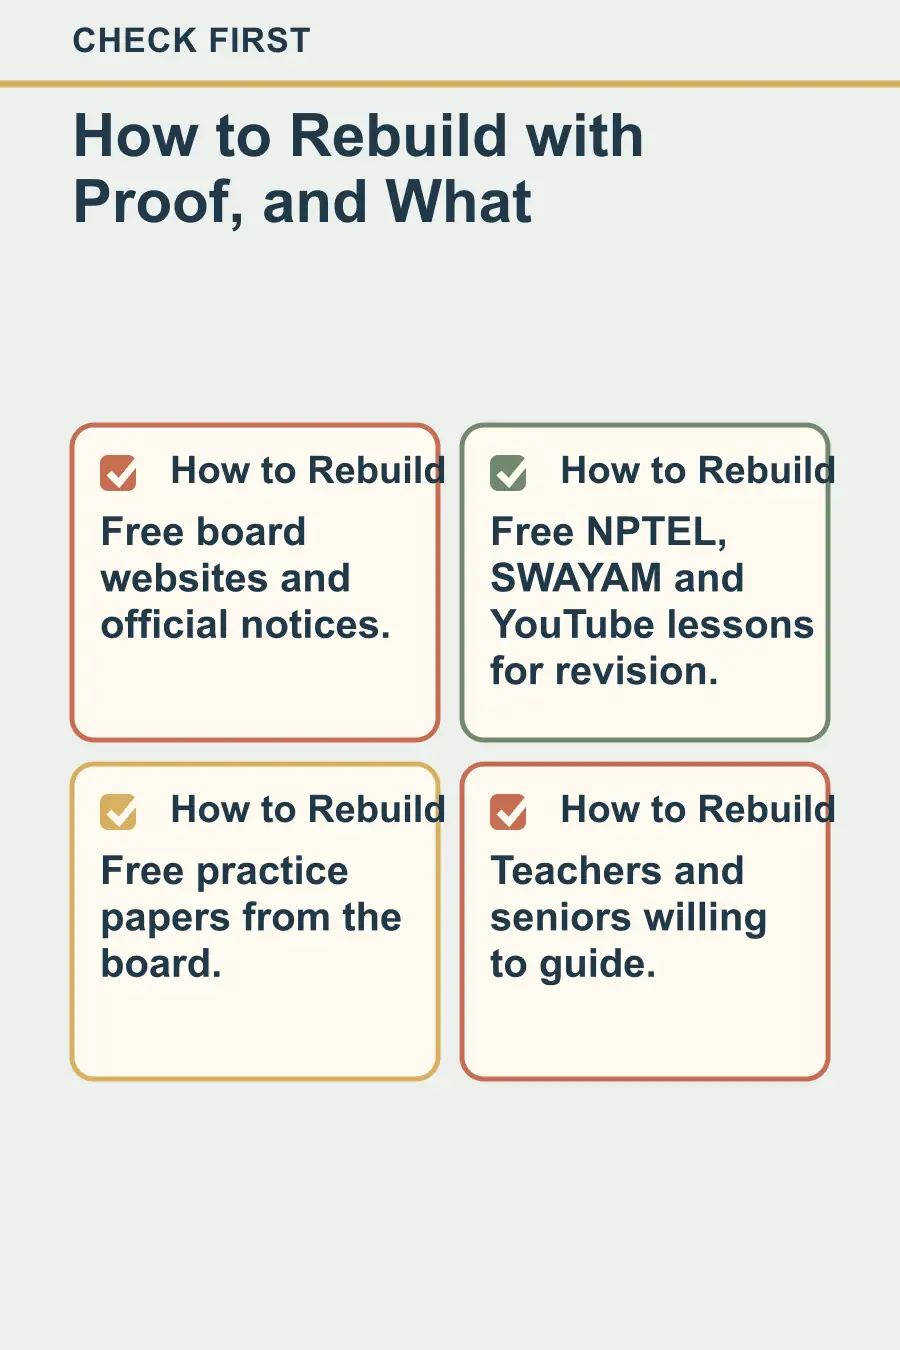 CHECK FIRST
How to Rebuild with
Proof, and What
How to Rebuild
Free board
websites and
official notices.
How to Rebuild
Free NPTEL,
SWAYAM and
YouTube lessons
for revision.
How to Rebuild
Free practice
papers from the
board.
How to Rebuild
Teachers and
seniors willing
to guide.